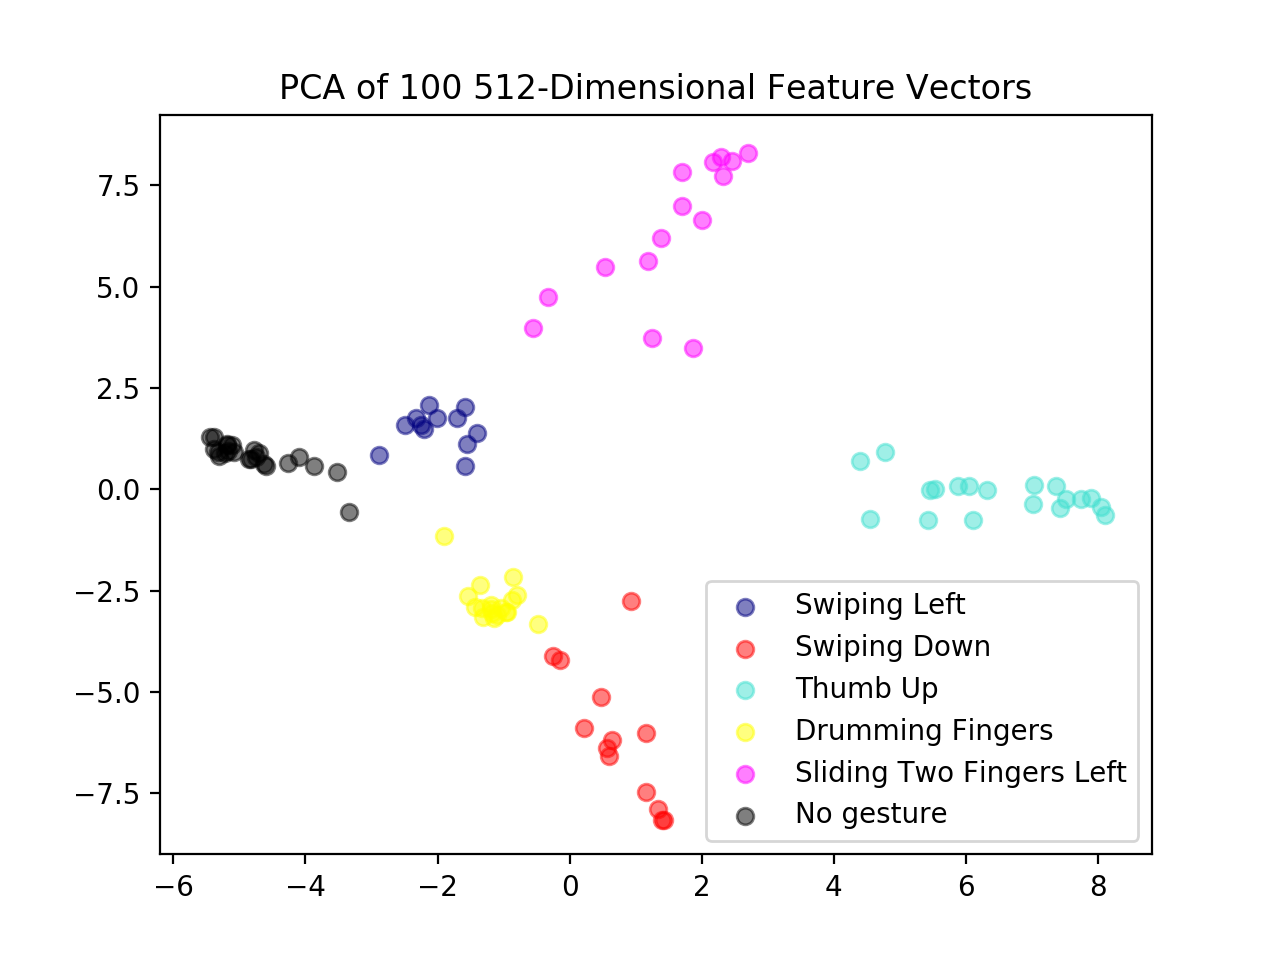 PCA of 100 512-Dimensional Feature Vectors
7.5
5.0
2.5
0.0
−2.5
−5.0
−7.5
Swiping Left
Swiping Down
Thumb Up
Drumming Fingers
Sliding Two Fingers Left
No gesture
−6 −4 −2 0 2 4 6 8